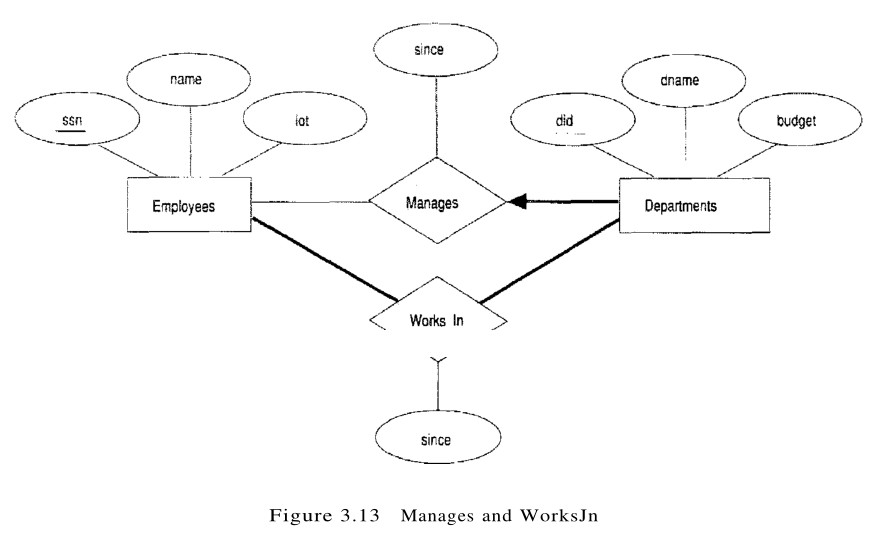 since
name
dname
ssn
lot
did
budget
Employees
Manages
Departments
Works In
since
Figure 3.13 Manages and WorksJn